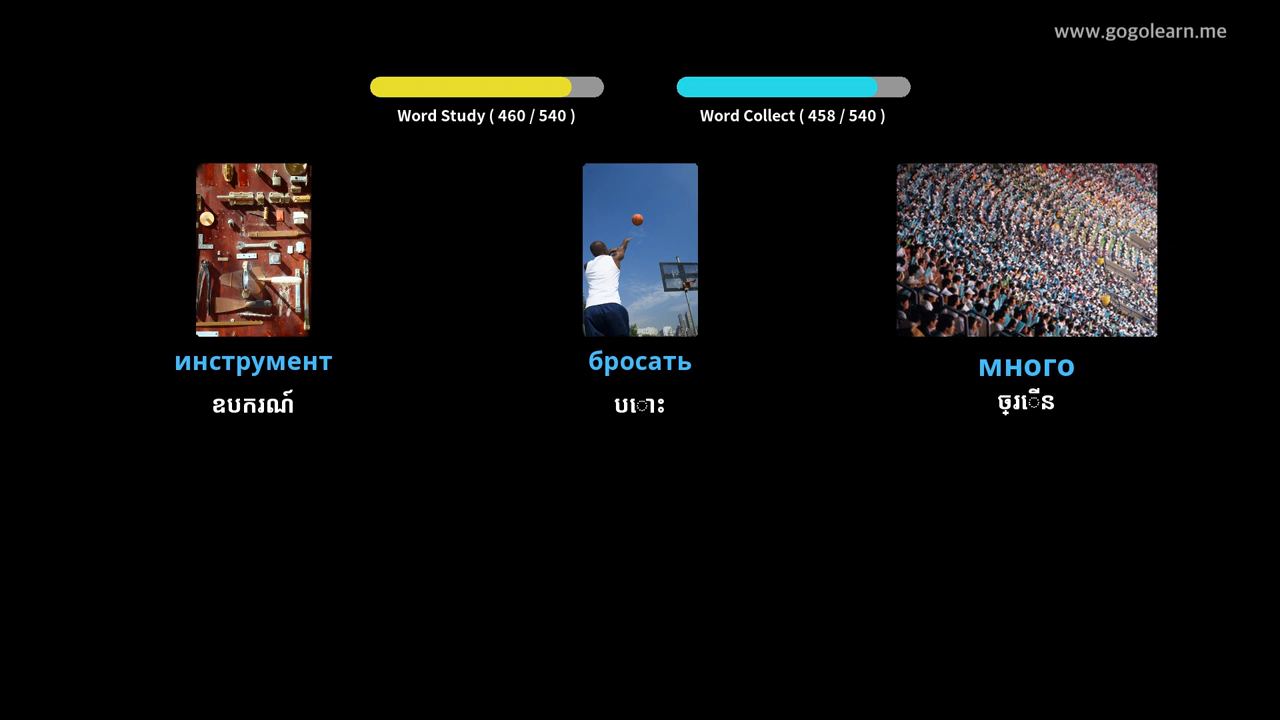 www.gogolearn.me
Word Study ( 460 / 540 )
Word Collect ( 458 / 540 )
инструмент
бросать
много
ឧបករណ៍
បោះ
ច្រើន